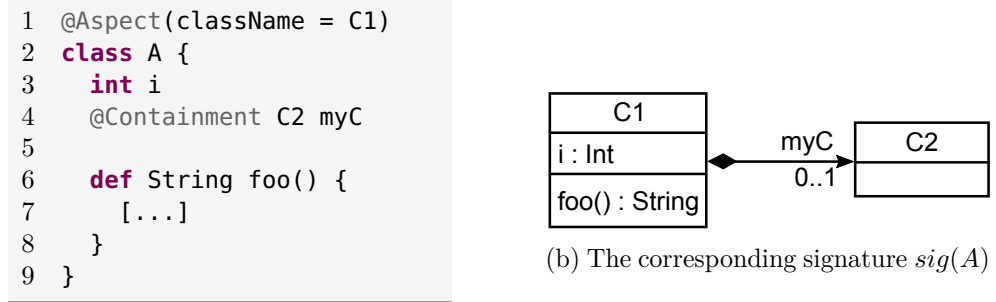 1 @Aspect(className = C1)
2 class A {
3 int i
4 @Containment C2 myC
5
6 def String foo() {
7 [...]
8 }
9 }
C1
i : Int
foo() : String
myC
0..1
C2
(b) The corresponding signature sig(A)